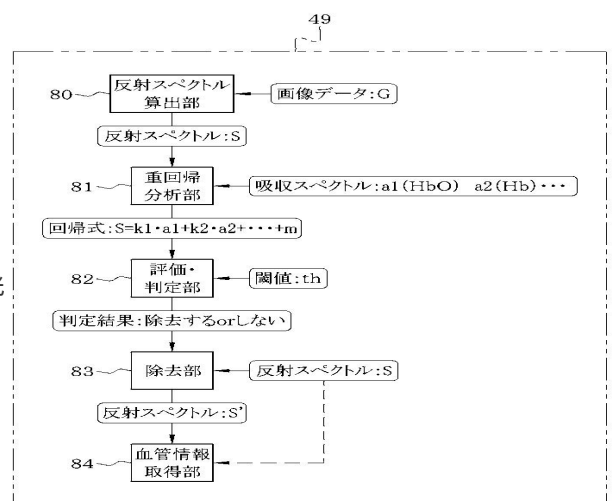 49
反射スペクトル
算出部
80
画像データ:G
反射スペクトル:S
重回帰
分析部
81
吸収スペクトル:a1(HbO) a2(Hb)・・・
回帰式:S=k1・a1+k2・a2+・・・+m
評価・
判定部
82
閾値:th
判定結果:除去するorしない
83
除去部
反射スペクトル:S
反射スペクトル:S'
血管情報
取得部
84